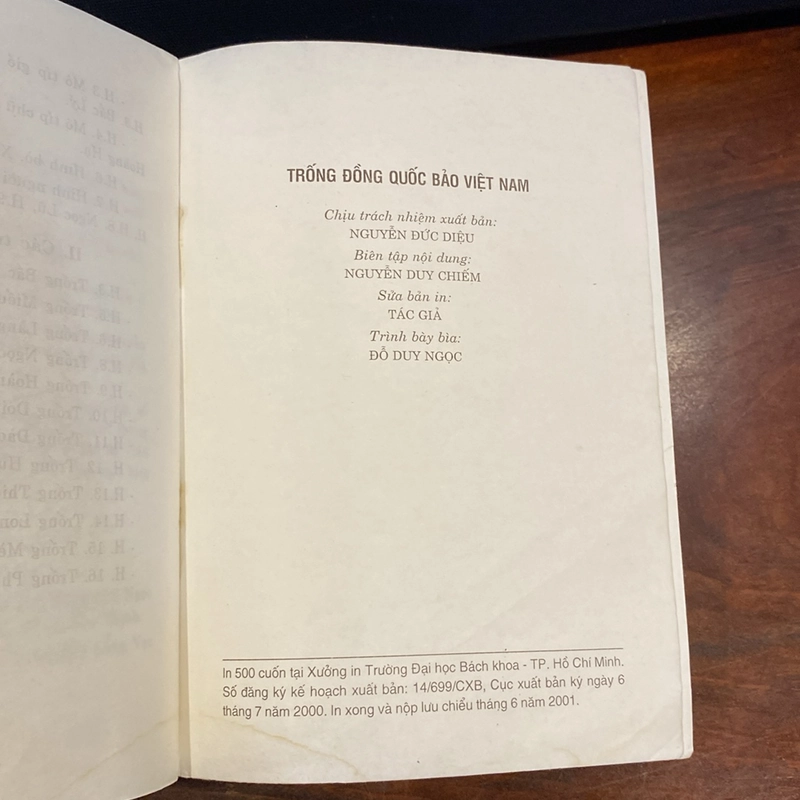 TRỐNG ĐỒNG QUỐC BẢO VIỆT NAM
Chịu trách nhiệm xuất bản:
NGUYỄN ĐỨC DIỆU
Biên tập nội dung:
NGUYỄN DUY CHIẾM
Sửa bản in:
TÁC GIẢ
Trình bày bìa:
ĐỖ DUY NGỌC
In 500 cuốn tại Xưởng in Trường Đại học Bách khoa - TP. Hồ Chí Minh.
Số đăng ký kế hoạch xuất bản: 14/699/CXB, Cục xuất bản ký ngày 6
tháng 7 năm 2000. In xong và nộp lưu chiểu tháng 6 năm 2001.